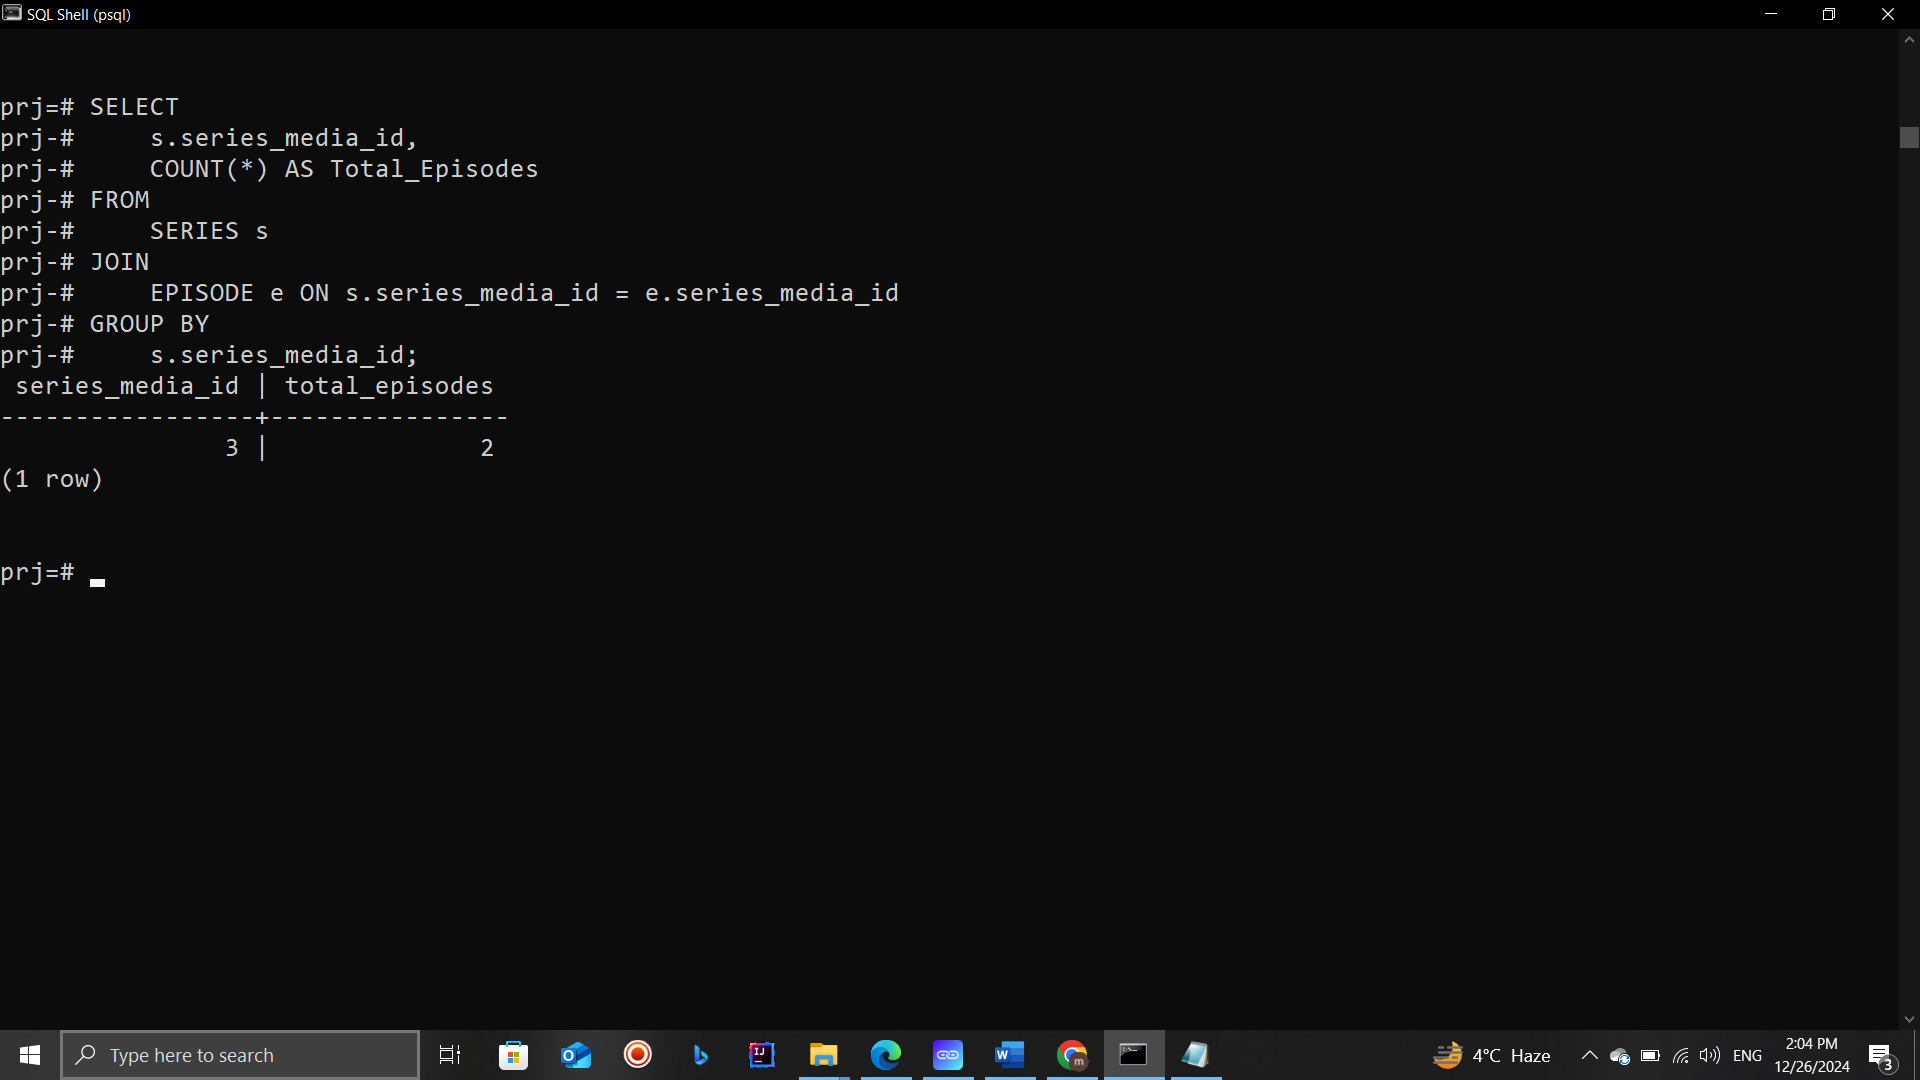 SQL Shell (psql)
prj=# SELECT
prj-#     s.series_media_id,
prj-#     COUNT(*) AS Total_Episodes
prj-# FROM
prj-#     SERIES s
prj-# JOIN
prj-#     EPISODE e ON s.series_media_id = e.series_media_id
prj-# GROUP BY
prj-#     s.series_media_id;
 series_media_id | total_episodes
-----------------+----------------
               3 |              2
(1 row)
prj=#
Type here to search
4°C Haze
ENG
2:04 PM
12/26/2024
3